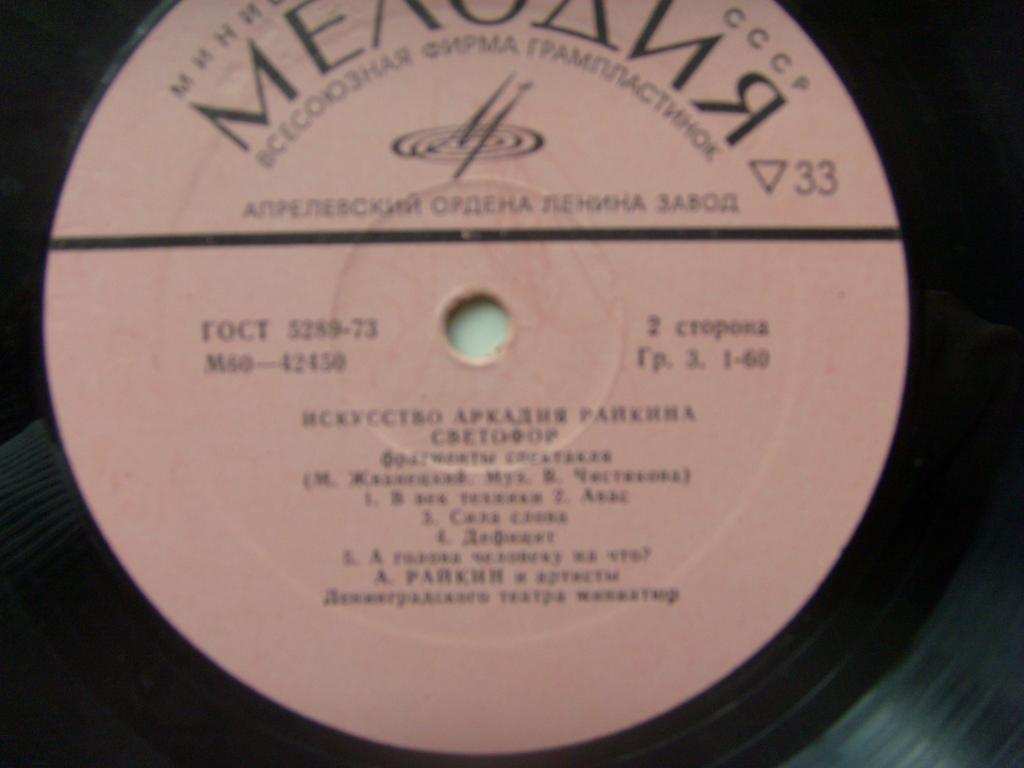 МЕЛОДИЯ
СССР
ВСЕСОЮЗНАЯ ФИРМА ГРАМПЛАСТИНОК
33
АПРЕЛЕВСКИЙ ОРДЕНА ЛЕНИНА ЗАВОД
ГОСТ 5289-73
2 сторона
М60—42450
Гр. 3. 1-60
ИСКУССТВО АРКАДИЯ РАЙКИНА
СВЕТОФОР
фрагменты спектакля
(М. Жванецкий. Муз. В. Чистякова)
1. В век техники 2. Авас
3. Сила слова
4. Дефицит
5. А голова человеку на что?
А. РАЙКИН и артисты
Ленинградского театра миниатюр